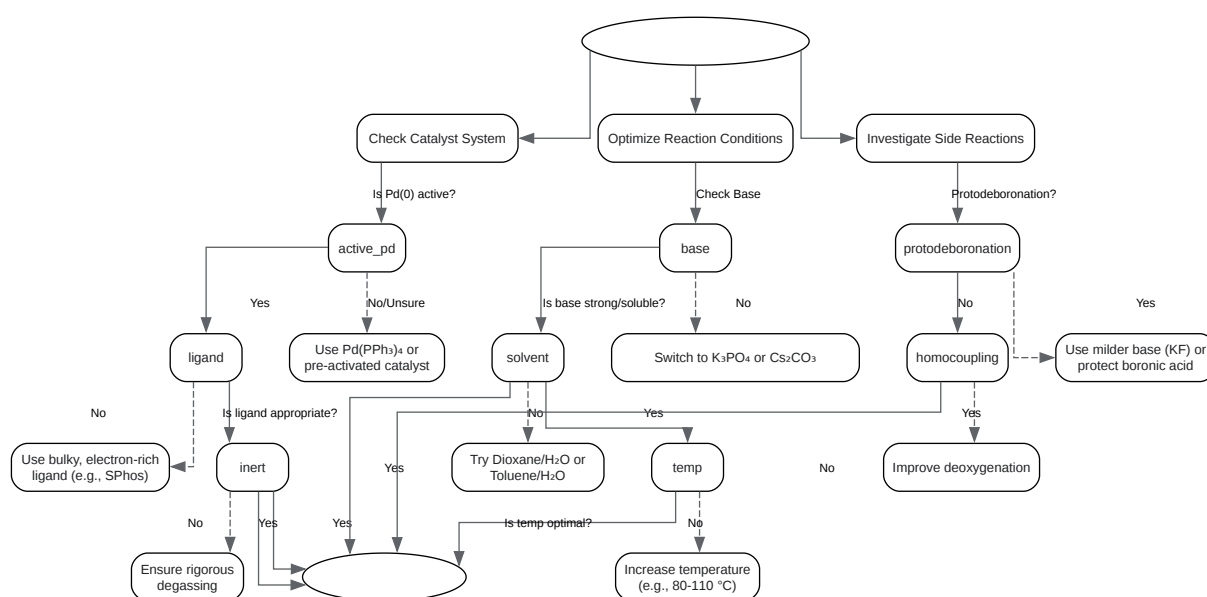 Check Catalyst System
Optimize Reaction Conditions
Investigate Side Reactions
Is Pd(0) active?
Check Base
Protodeboronation?
active_pd
base
protodeboronation
Yes
No/Unsure
Is base strong/soluble?
No
No
Yes
ligand
Use Pd(PPh₃)₄ or
pre-activated catalyst
solvent
Switch to K₃PO₄ or Cs₂CO₃
homocoupling
Use milder base (KF) or
protect boronic acid
No
Is ligand appropriate?
No
Yes
Yes
Use bulky, electron-rich
ligand (e.g., SPhos)
inert
Yes
Try Dioxane/H₂O or
Toluene/H₂O
temp
No
Improve deoxygenation
No
Yes
Yes
Is temp optimal?
No
Ensure rigorous
degassing
Increase temperature
(e.g., 80-110 °C)